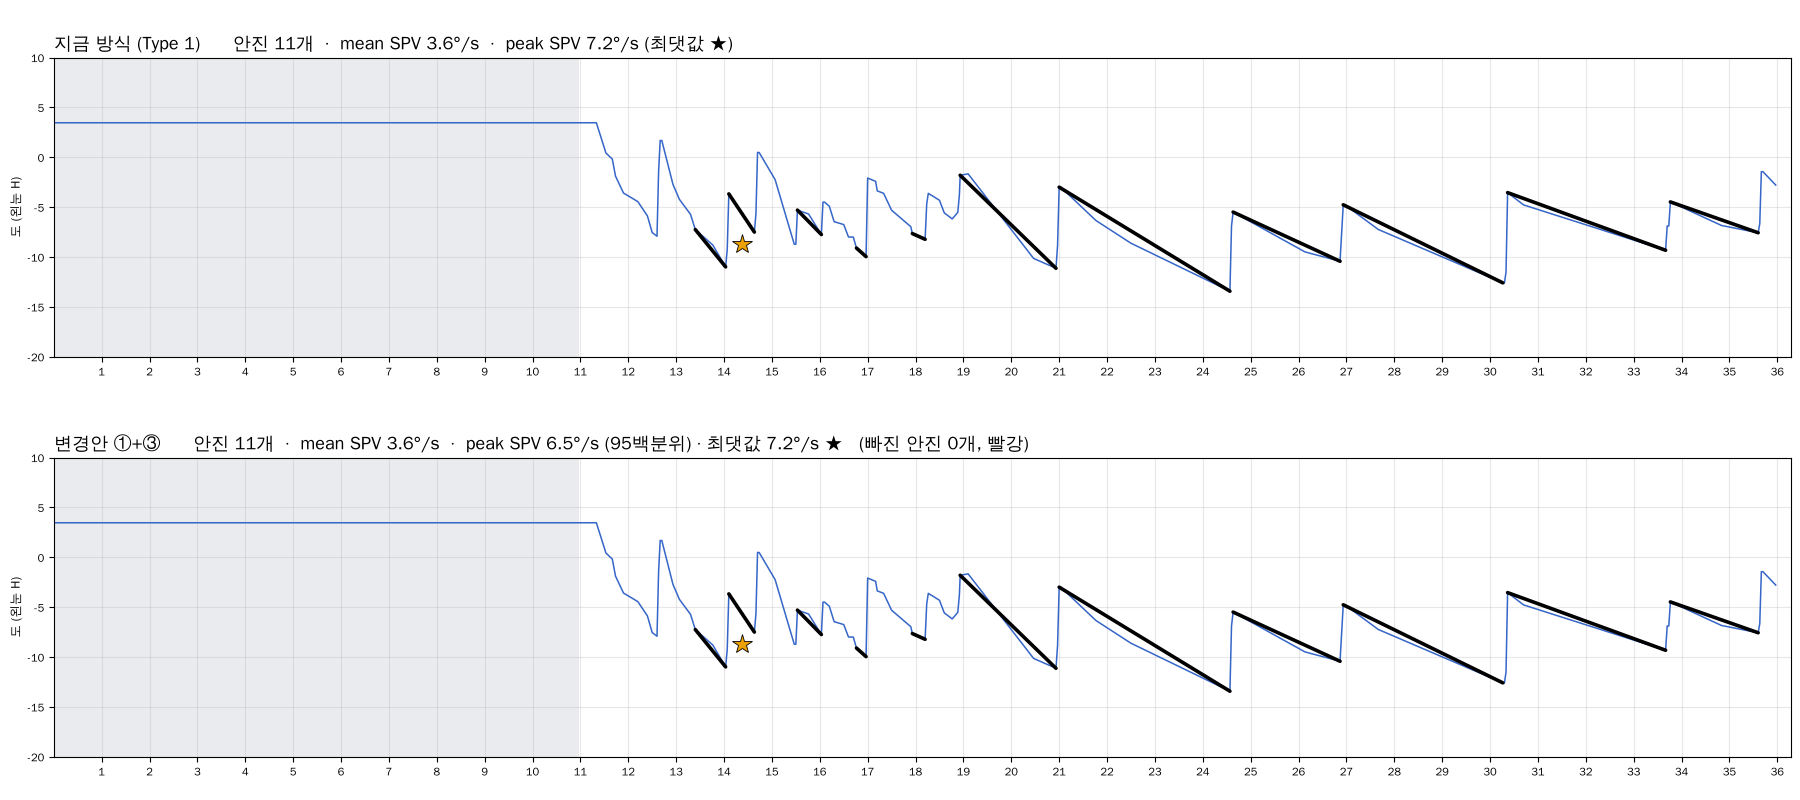 지금 방식 (Type 1)   안진 11개 · mean SPV 3.6°/s · peak SPV 7.2°/s (최댓값 ★)
10
5
0
-5
-10
-15
-20
도 (왼눈 H)
1 2 3 4 5 6 7 8 9 10 11 12 13 14 15 16 17 18 19 20 21 22 23 24 25 26 27 28 29 30 31 32 33 34 35 36
변경안 ①+③   안진 11개 · mean SPV 3.6°/s · peak SPV 6.5°/s (95백분위) · 최댓값 7.2°/s ★ (빠진 안진 0개, 빨강)
10
5
0
-5
-10
-15
-20
도 (왼눈 H)
1 2 3 4 5 6 7 8 9 10 11 12 13 14 15 16 17 18 19 20 21 22 23 24 25 26 27 28 29 30 31 32 33 34 35 36